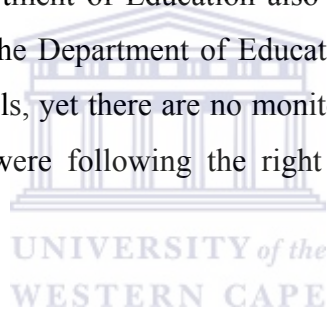 rtment of Education also
he Department of Educat
ls, yet there are no monit
were following the right
UNIVERSITY of the
WESTERN CAPE